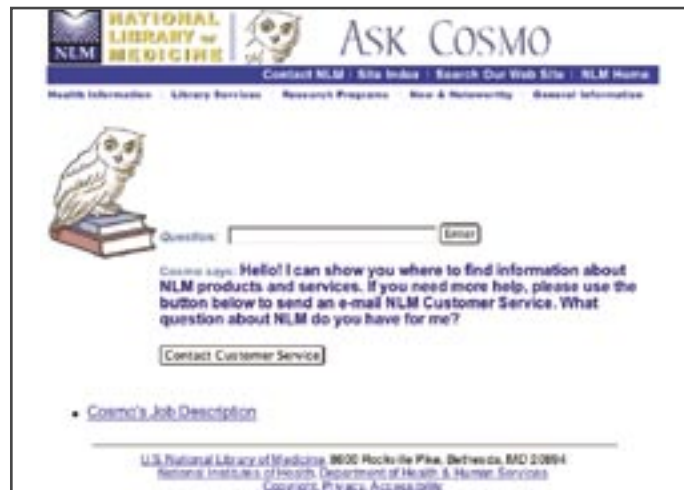 NATIONAL
LIBRARY OF
MEDICINE
NLM
ASK COSMO
Contact NLM | Site Index | Search Our Web Site | NLM Home
Health Information Library Services Research Programs New & Noteworthy General Information
Question: Enter
Cosmo says: Hello! I can show you where to find information about
NLM products and services. If you need more help, please use the
button below to send an e-mail NLM Customer Service. What
question about NLM do you have for me?
Contact Customer Service
• Cosmo's Job Description
U.S. National Library of Medicine, 8600 Rockville Pike, Bethesda, MD 20894
National Institutes of Health, Department of Health & Human Services
Copyright, Privacy, Accessibility